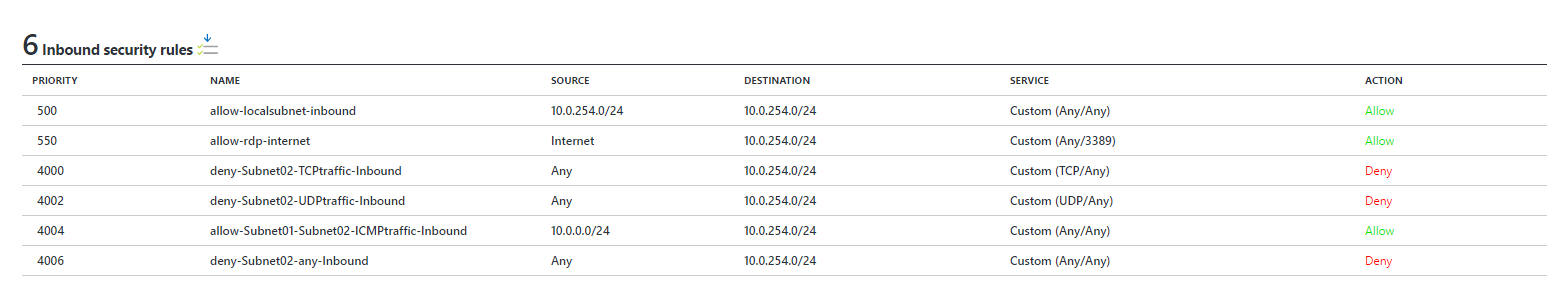 6 Inbound security rules
PRIORITY NAME SOURCE DESTINATION SERVICE ACTION
500 allow-localsubnet-inbound 10.0.254.0/24 10.0.254.0/24 Custom (Any/Any) Allow
550 allow-rdp-internet Internet 10.0.254.0/24 Custom (Any/3389) Allow
4000 deny-Subnet02-TCPtraffic-Inbound Any 10.0.254.0/24 Custom (TCP/Any) Deny
4002 deny-Subnet02-UDPtraffic-Inbound Any 10.0.254.0/24 Custom (UDP/Any) Deny
4004 allow-Subnet01-Subnet02-ICMPtraffic-Inbound 10.0.0.0/24 10.0.254.0/24 Custom (Any/Any) Allow
4006 deny-Subnet02-any-Inbound Any 10.0.254.0/24 Custom (Any/Any) Deny